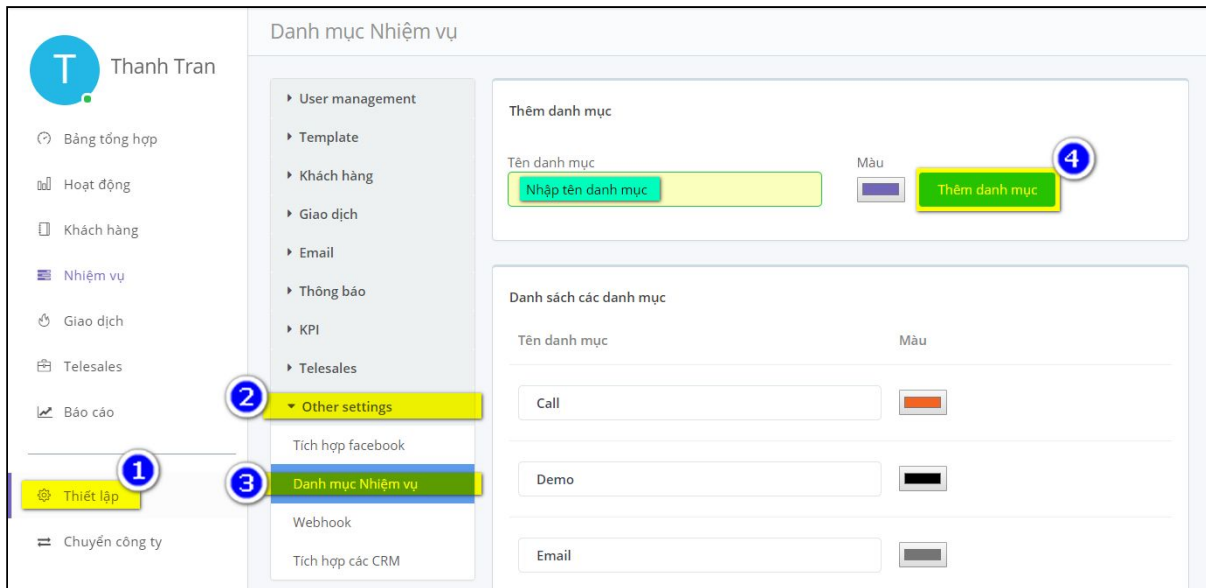 Danh mục Nhiệm vụ
T
Thanh Tran
Bảng tổng hợp
Hoạt động
Khách hàng
Nhiệm vụ
Giao dịch
Telesales
Báo cáo
1
Thiết lập
Chuyển công ty
User management
Template
Khách hàng
Giao dịch
Email
Thông báo
KPI
Telesales
2
Other settings
Tích hợp facebook
3
Danh mục Nhiệm vụ
Webhook
Tích hợp các CRM
Thêm danh mục
Tên danh mục
Màu
4
Nhập tên danh mục
Thêm danh mục
Danh sách các danh mục
Tên danh mục
Màu
Call
Demo
Email